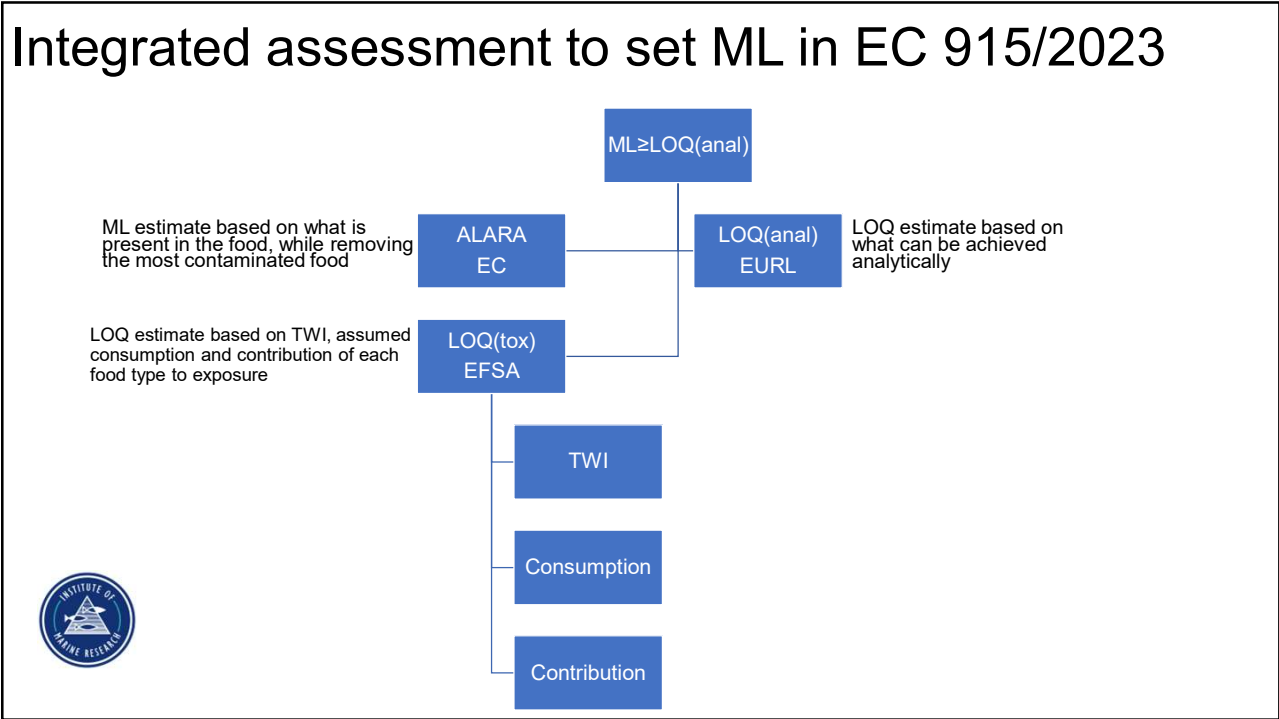 Integrated assessment to set ML in EC 915/2023
ML≥LOQ(anal)
ML estimate based on what is
present in the food, while removing
the most contaminated food
ALARA
EC
LOQ(anal)
EURL
LOQ estimate based on
what can be achieved
analytically
LOQ estimate based on TWI, assumed
consumption and contribution of each
food type to exposure
LOQ(tox)
EFSA
TWI
Consumption
Contribution
INSTITUTE OF
MARINE RESEARCH